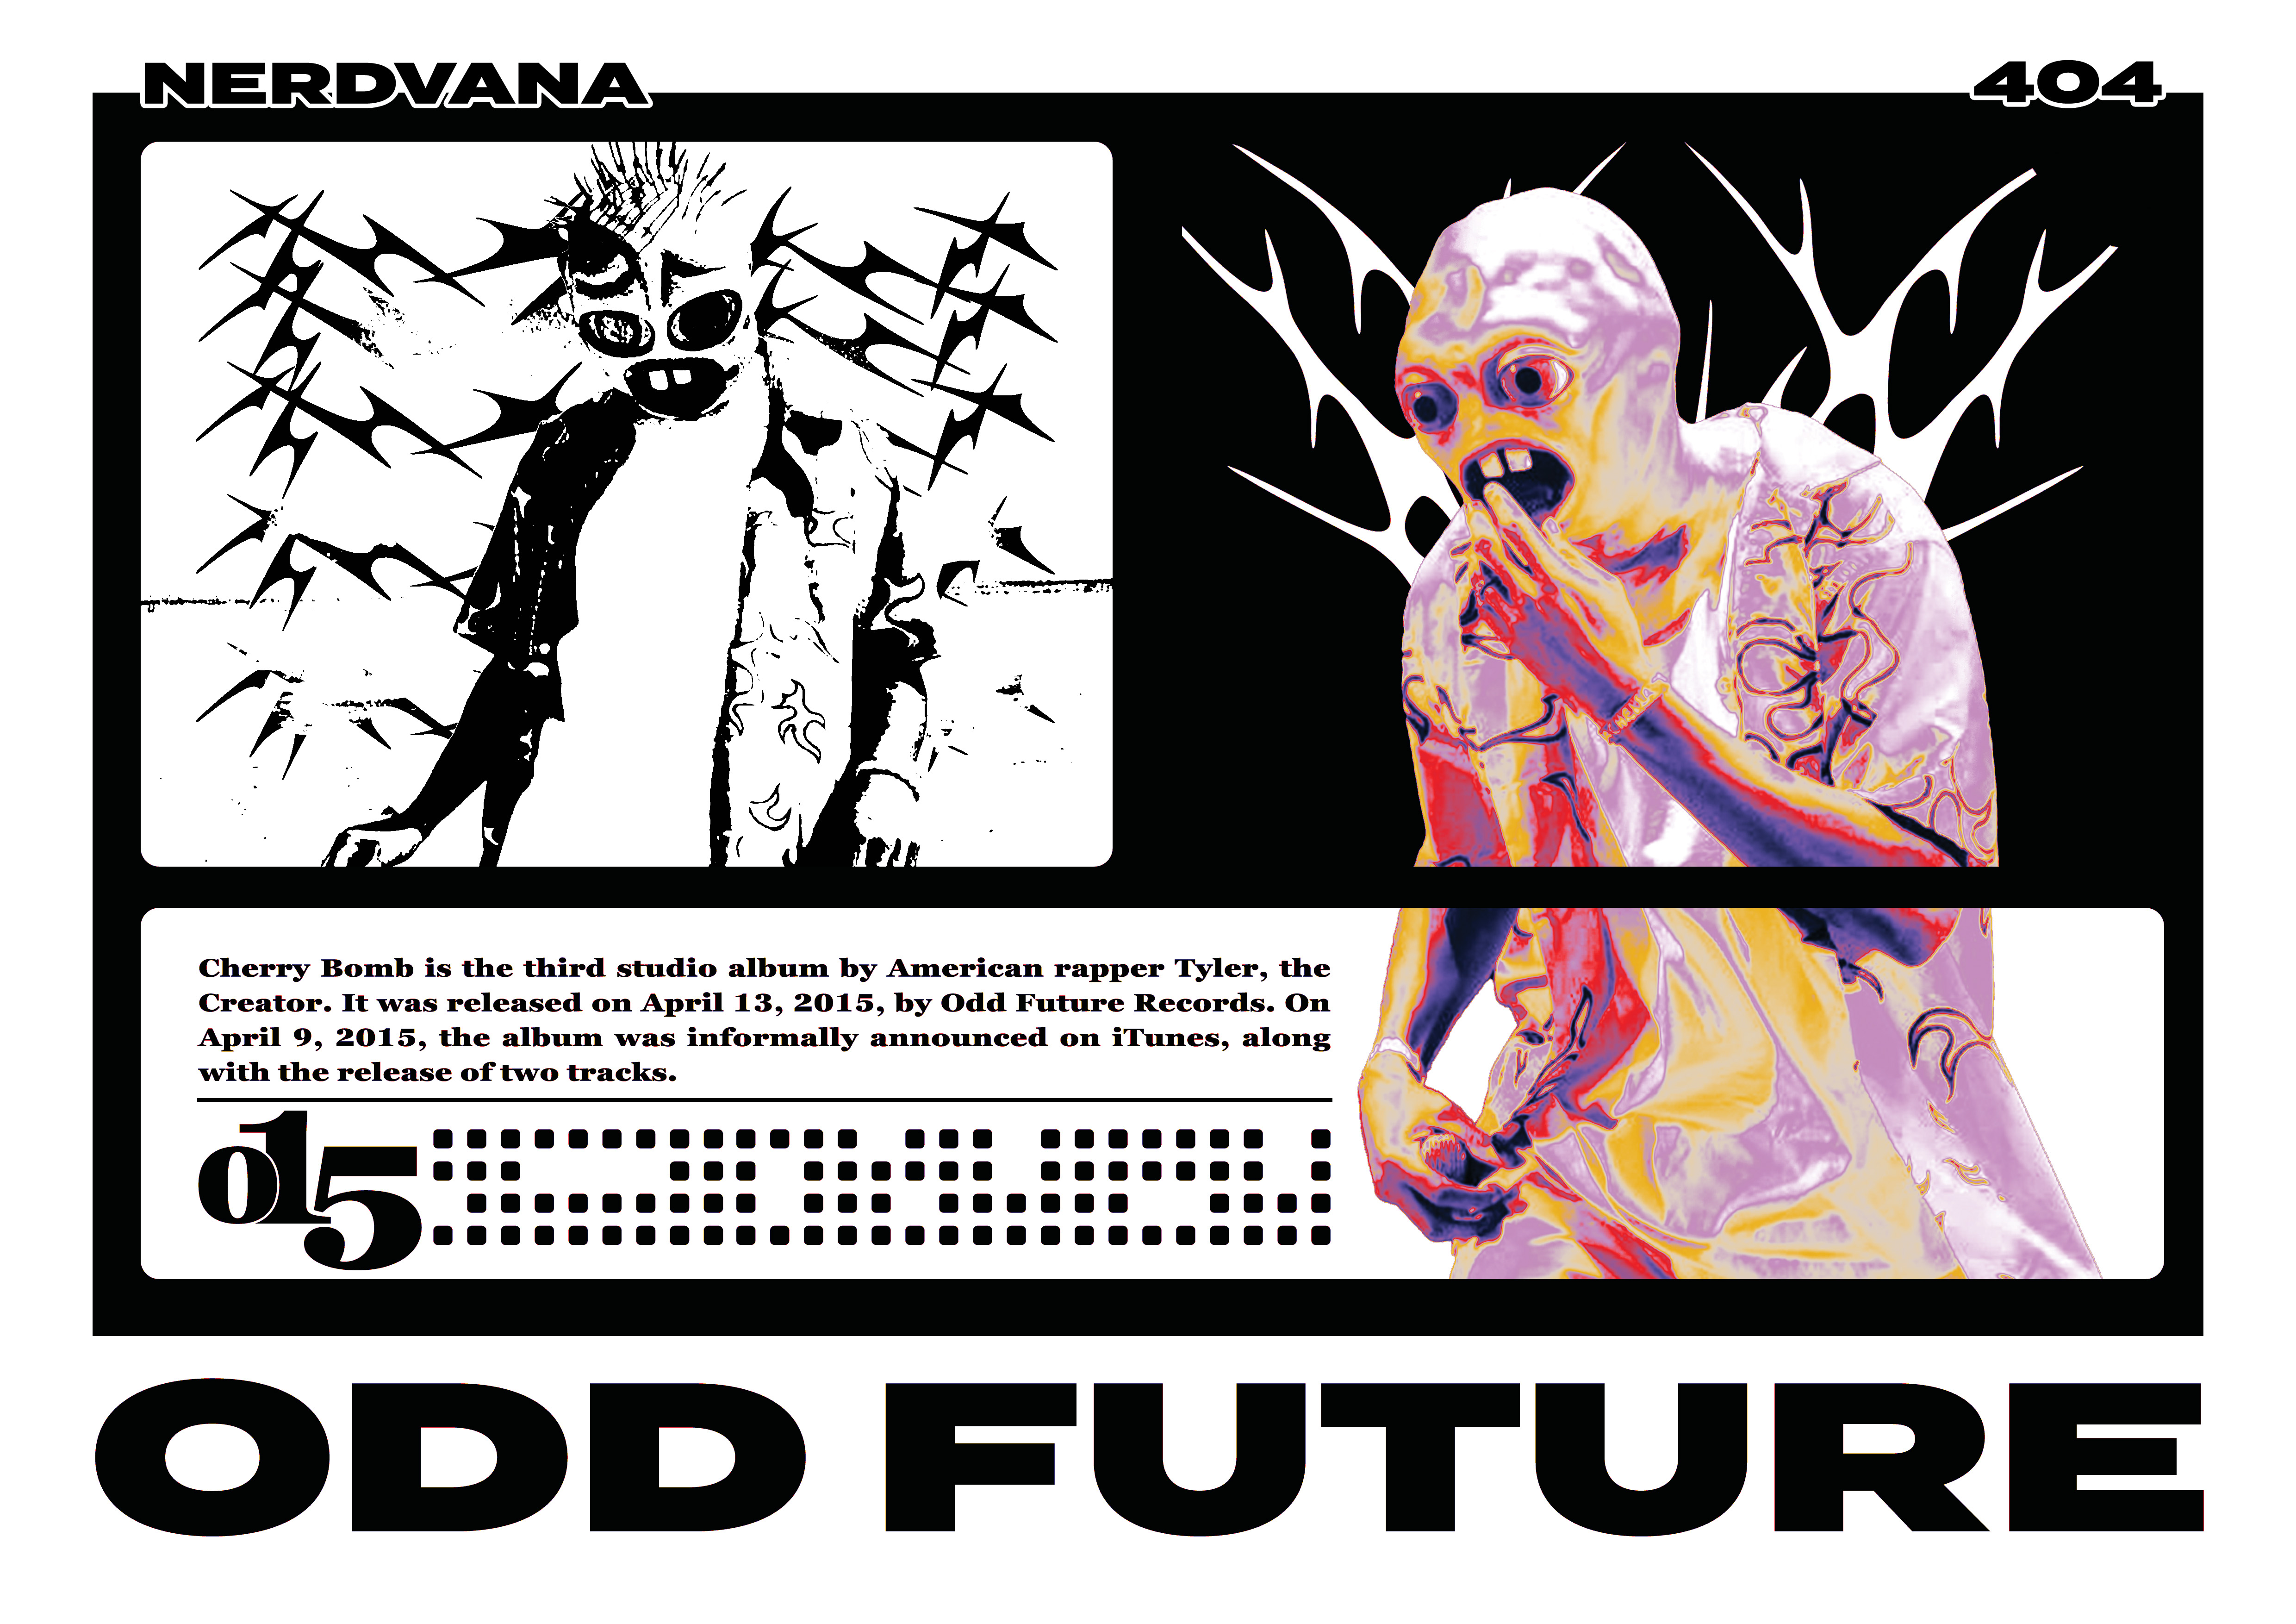 NERDVANA
404
Cherry Bomb is the third studio album by American rapper Tyler, the
Creator. It was released on April 13, 2015, by Odd Future Records. On
April 9, 2015, the album was informally announced on iTunes, along
with the release of two tracks.
015
ODD FUTURE